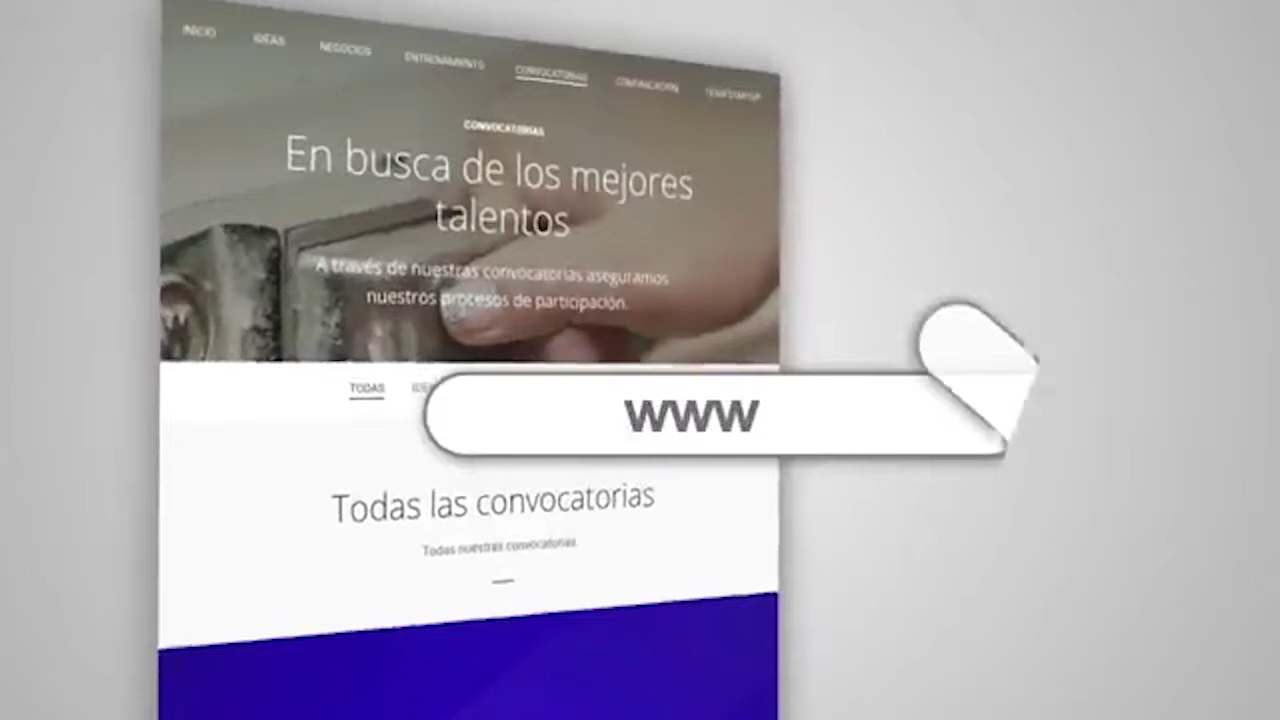 INICIO IDEAS NEGOCIOS ENTRENAMIENTO CONVOCATORIAS
CONVOCATORIAS
En busca de los mejores
talentos
A través de nuestras convocatorias aseguramos
nuestros procesos de participación.
TODAS
www
Todas las convocatorias
Todas nuestras convocatorias